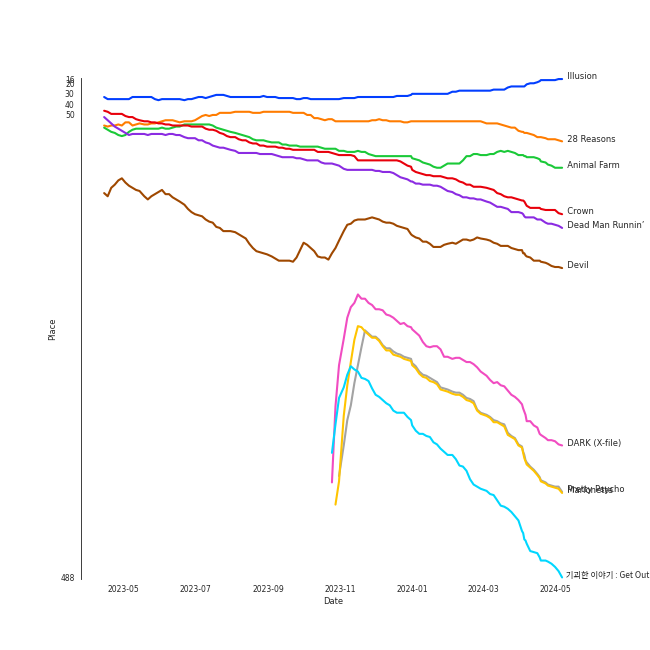 16
20
30
40
50
488
Place
Illusion
28 Reasons
Animal Farm
Crown
Dead Man Runnin’
Devil
DARK (X-file)
Pretty Psycho
Marionette
기괴한 이야기 : Get Out
2023-05 2023-07 2023-09 2023-11 2024-01 2024-03 2024-05
Date